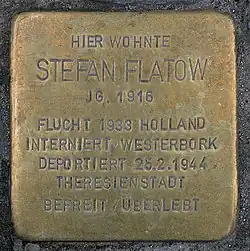 HIER WOHNTE
STEFAN FLATOW
JG. 1916
FLUCHT 1933 HOLLAND
INTERNIERT WESTERBORK
DEPORTIERT 25.2.1944
THERESIENSTADT
BEFREIT / ÜBERLEBT